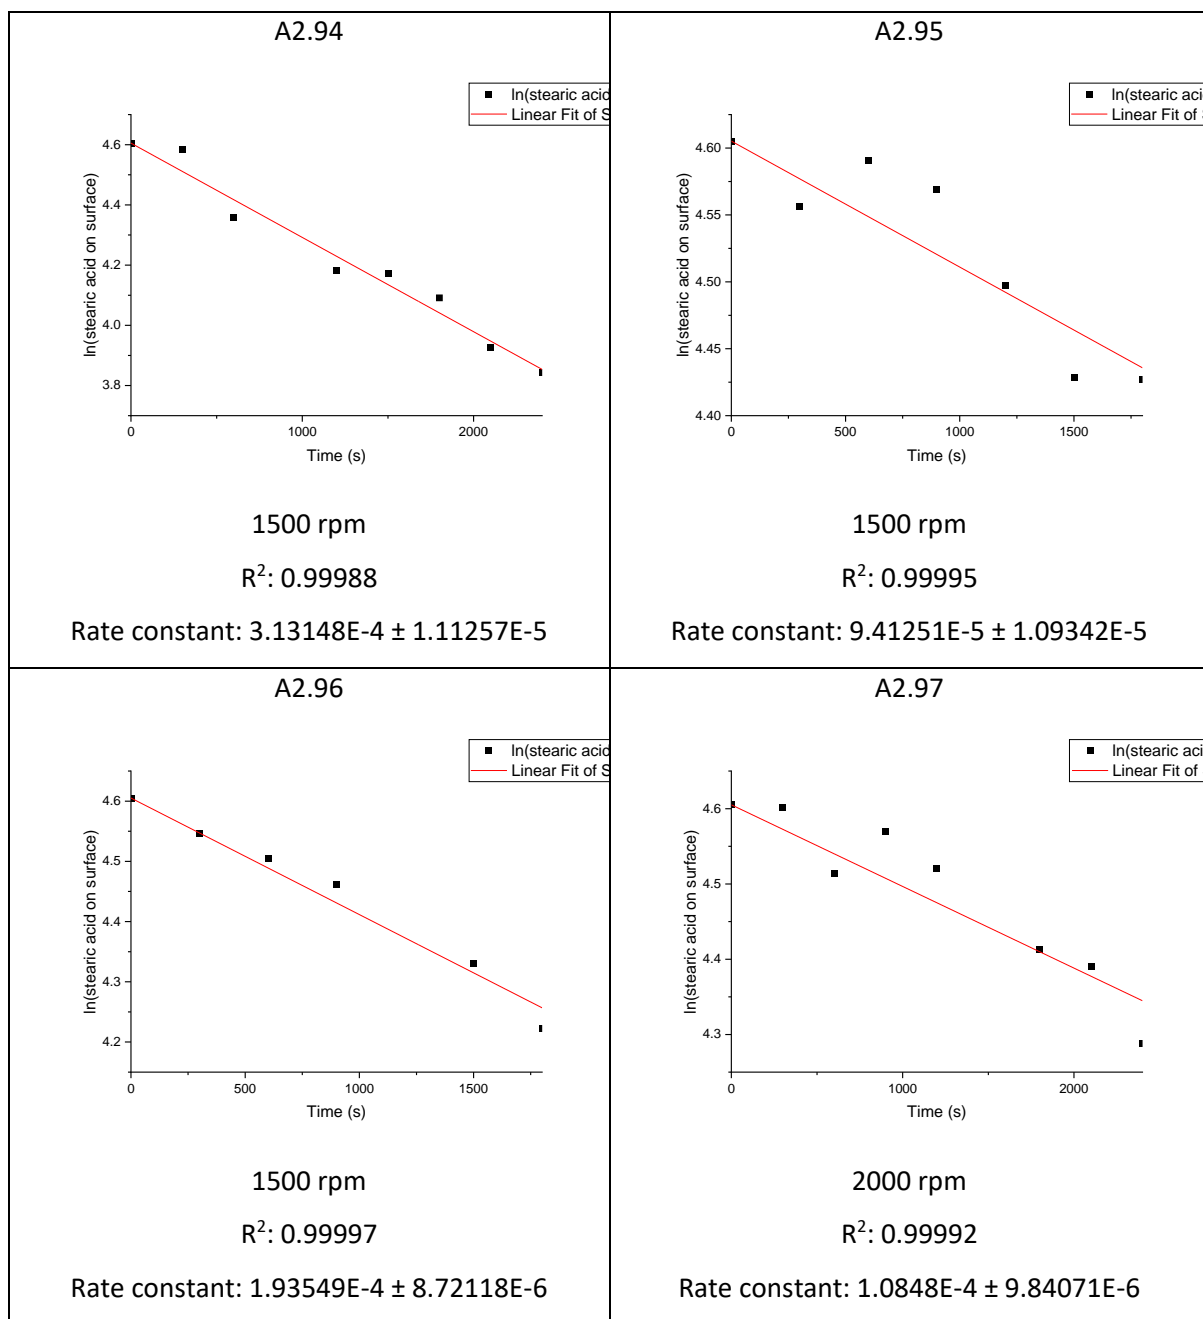 A2.94
ln(stearic acid
Linear Fit of S
ln(stearic acid on surface)
4.6
4.4
4.2
4.0
3.8
0
1000
2000
Time (s)
1500 rpm
R²: 0.99988
Rate constant: 3.13148E-4 ± 1.11257E-5
A2.95
ln(stearic aci
Linear Fit of
ln(stearic acid on surface)
4.60
4.55
4.50
4.45
4.40
0
500
1000
1500
Time (s)
1500 rpm
R²: 0.99995
Rate constant: 9.41251E-5 ± 1.09342E-5
A2.96
ln(stearic acid
Linear Fit of S
ln(stearic acid on surface)
4.6
4.5
4.4
4.3
4.2
0
500
1000
1500
Time (s)
1500 rpm
R²: 0.99997
Rate constant: 1.93549E-4 ± 8.72118E-6
A2.97
ln(stearic aci
Linear Fit of
ln(stearic acid on surface)
4.6
4.5
4.4
4.3
0
1000
2000
Time (s)
2000 rpm
R²: 0.99992
Rate constant: 1.0848E-4 ± 9.84071E-6